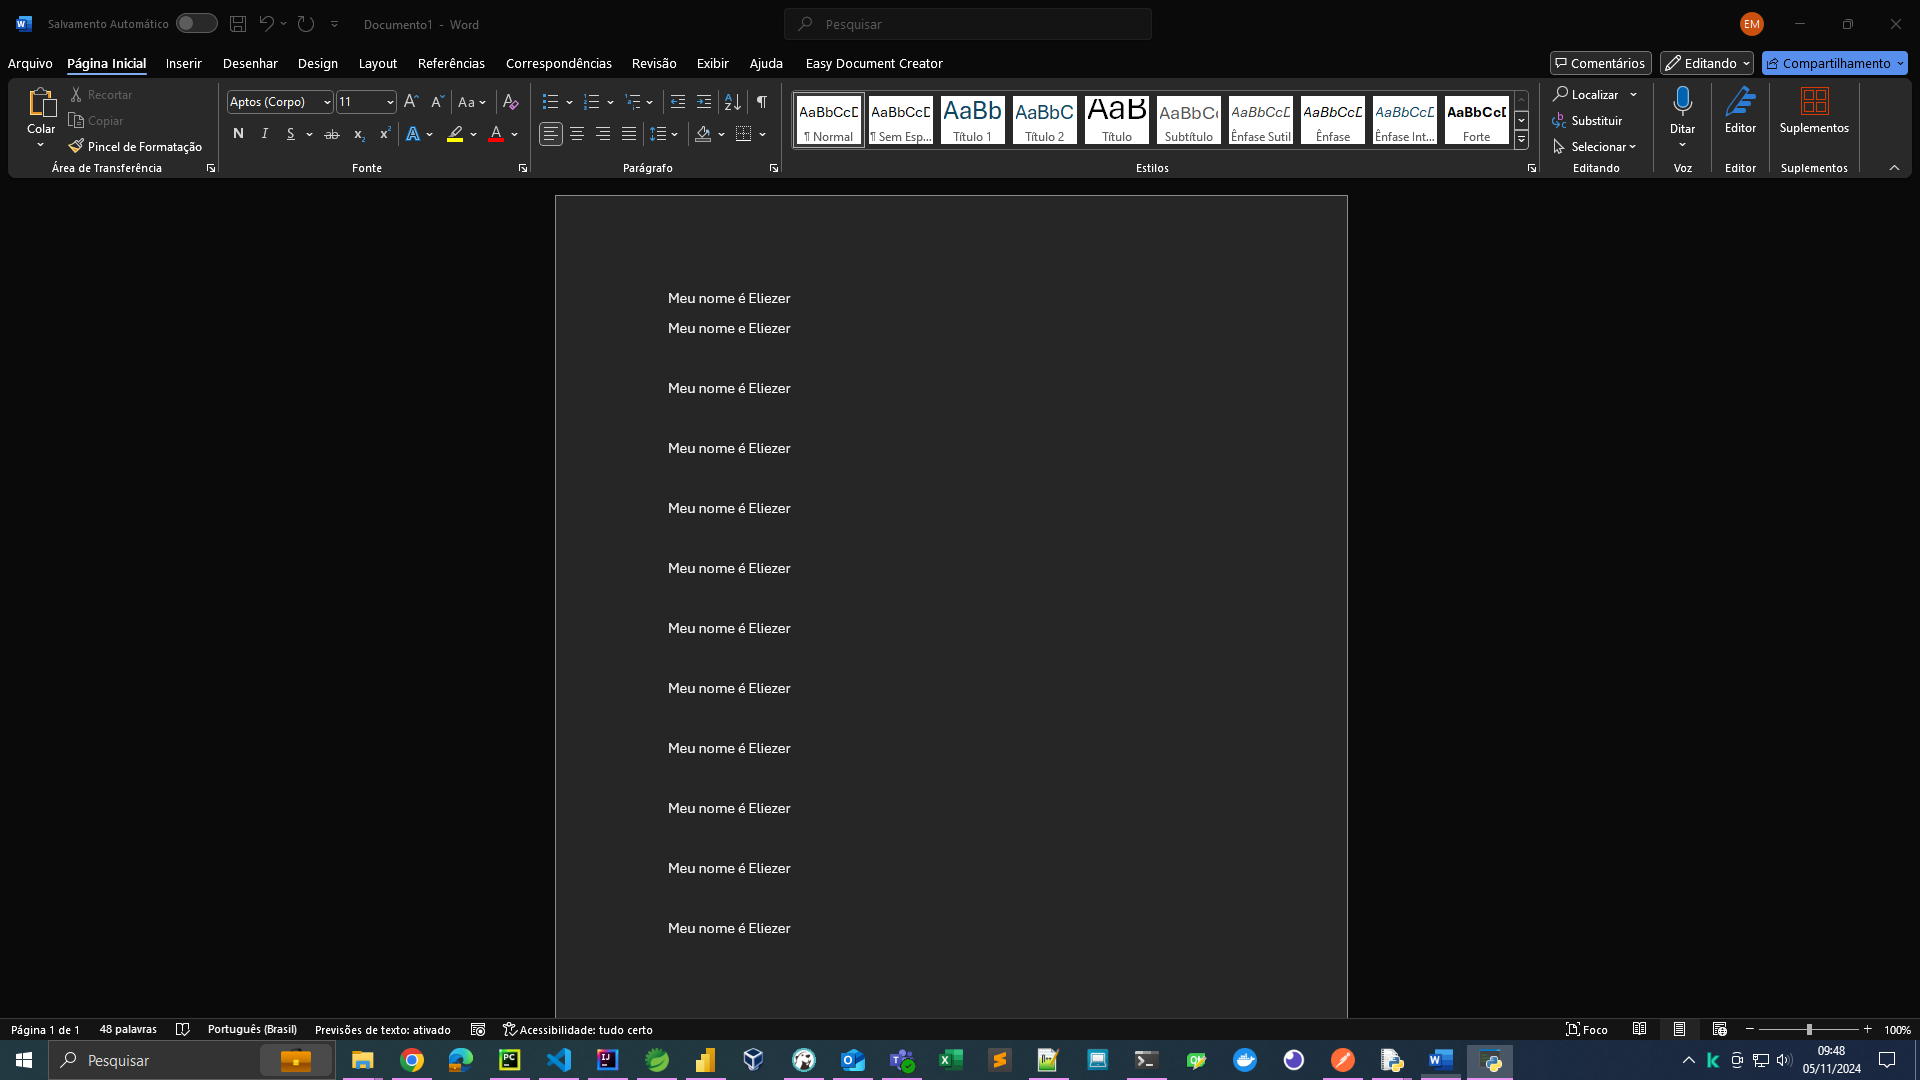 Salvamento Automático Documento1 - Word Pesquisar EM
Arquivo Página Inicial Inserir Desenhar Design Layout Referências Correspondências Revisão Exibir Ajuda Easy Document Creator Comentários Editando Compartilhamento
Colar
Recortar
Copiar
Pincel de Formatação
Área de Transferência
Aptos (Corpo) 11
N I S ab x₂ x² A A
Fonte
Parágrafo
AaBbCcD AaBbCcD AaBb AaBbC AaB AaBbCc AaBbCcD AaBbCcD AaBbCcD AaBbCcD
¶ Normal ¶ Sem Esp... Título 1 Título 2 Título Subtítulo Ênfase Sutil Ênfase Ênfase Int... Forte
Estilos
Localizar
Substituir
Selecionar
Editando
Ditar
Voz
Editor
Editor
Suplementos
Suplementos
Meu nome é Eliezer
Meu nome e Eliezer
Meu nome é Eliezer
Meu nome é Eliezer
Meu nome é Eliezer
Meu nome é Eliezer
Meu nome é Eliezer
Meu nome é Eliezer
Meu nome é Eliezer
Meu nome é Eliezer
Meu nome é Eliezer
Meu nome é Eliezer
Página 1 de 1 48 palavras Português (Brasil) Previsões de texto: ativado Acessibilidade: tudo certo Foco 100%
Pesquisar
09:48
05/11/2024